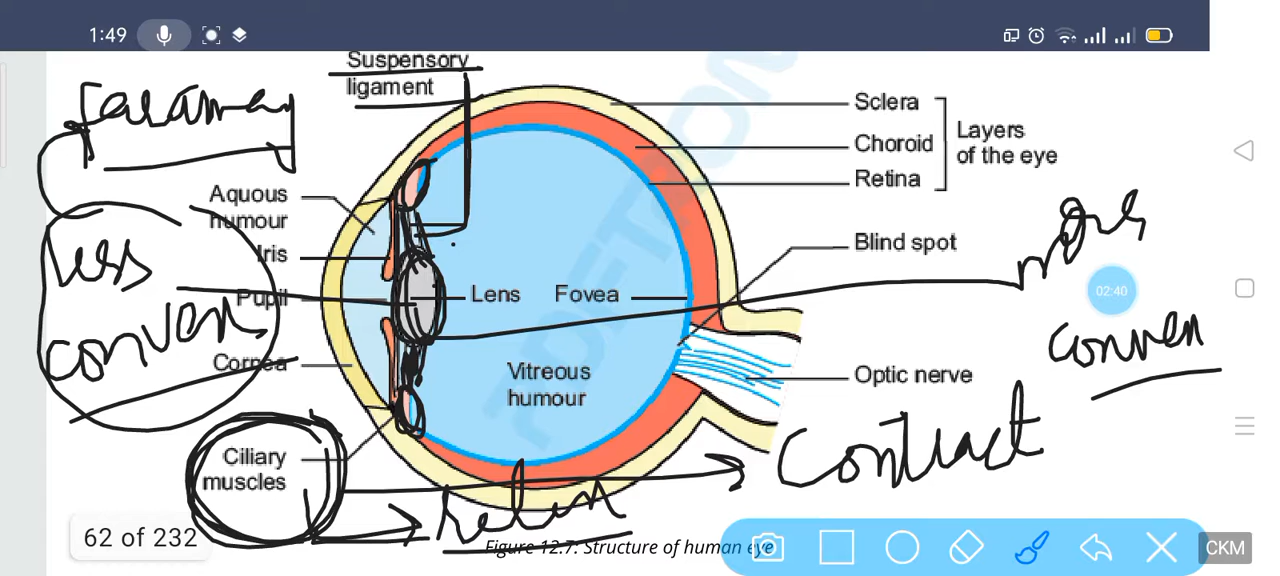 1:49
Suspensory
ligament
faraway
Sclera
Choroid
Retina
Layers
of the eye
Aquous
humour
Iris
Pupil
Cornea
less
convex
Lens
Fovea
Blind spot
more
convex
02:40
Vitreous
humour
Optic nerve
Contract
Ciliary
muscles
Relax
62 of 232
Figure 12.7: Structure of human eye
CKM